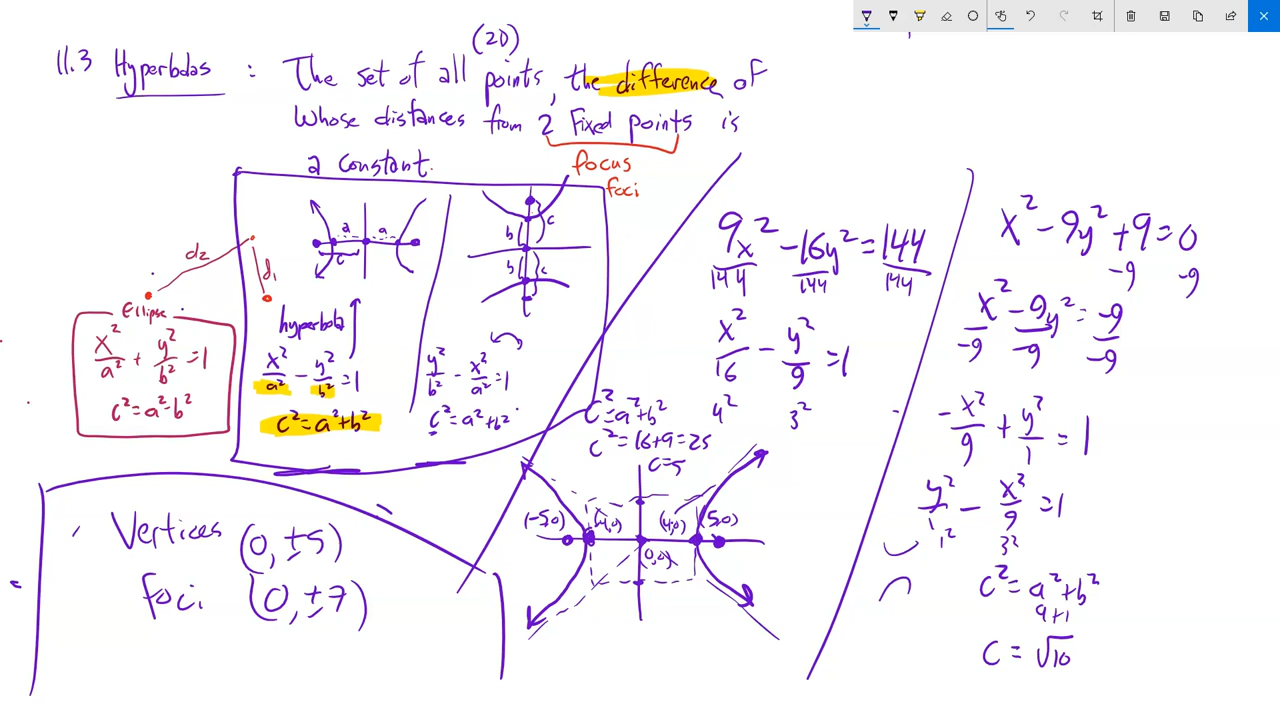 (2D)
11.3 Hyperbolas : The set of all points, the difference of
whose distances from 2 fixed points is
a constant.
focus
foci
d2
d1
Ellipse
x²/a² + y²/b² = 1
c² = a² - b²
a a
c
hyperbola
x²/a² - y²/b² = 1
c² = a² + b²
b c
b c
y²/b² - x²/a² = 1
c² = a² + b²
Vertices (0, ±5)
foci (0, ±7)
9x² - 16y² = 144
144 144 144
x²/16 - y²/9 = 1
4² 3²
c² = a² + b²
c² = 16 + 9 = 25
c = 5
(-5,0) (-4,0) (4,0) (5,0)
(0,0)
x² - 9y² + 9 = 0
-9 -9
x²/-9 - 9y²/-9 = -9/-9
-x²/9 + y²/1 = 1
y²/1² - x²/9 = 1
3²
c² = a² + b²
9 + 1
c = √10